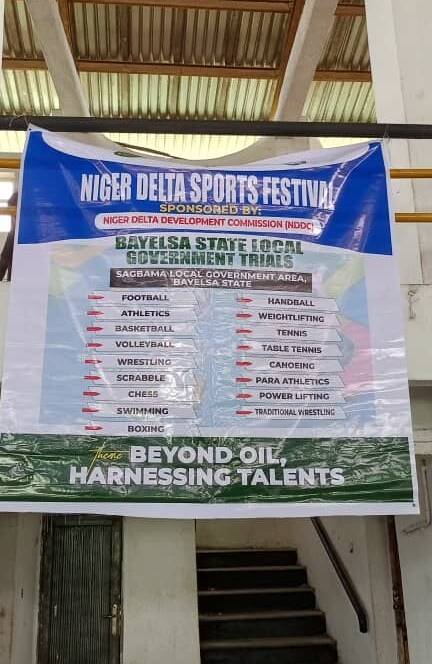 NIGER DELTA SPORTS FESTIVAL
SPONSORED BY:
NIGER DELTA DEVELOPMENT COMMISSION (NDDC)
BAYELSA STATE LOCAL
GOVERNMENT TRIALS
SAGBAMA LOCAL GOVERNMENT AREA,
BAYELSA STATE
FOOTBALL
ATHLETICS
BASKETBALL
VOLLEYBALL
WRESTLING
SCRABBLE
CHESS
SWIMMING
BOXING
HANDBALL
WEIGHTLIFTING
TENNIS
TABLE TENNIS
CANOEING
PARA ATHLETICS
POWER LIFTING
TRADITIONAL WRESTLING
Theme BEYOND OIL,
HARNESSING TALENTS